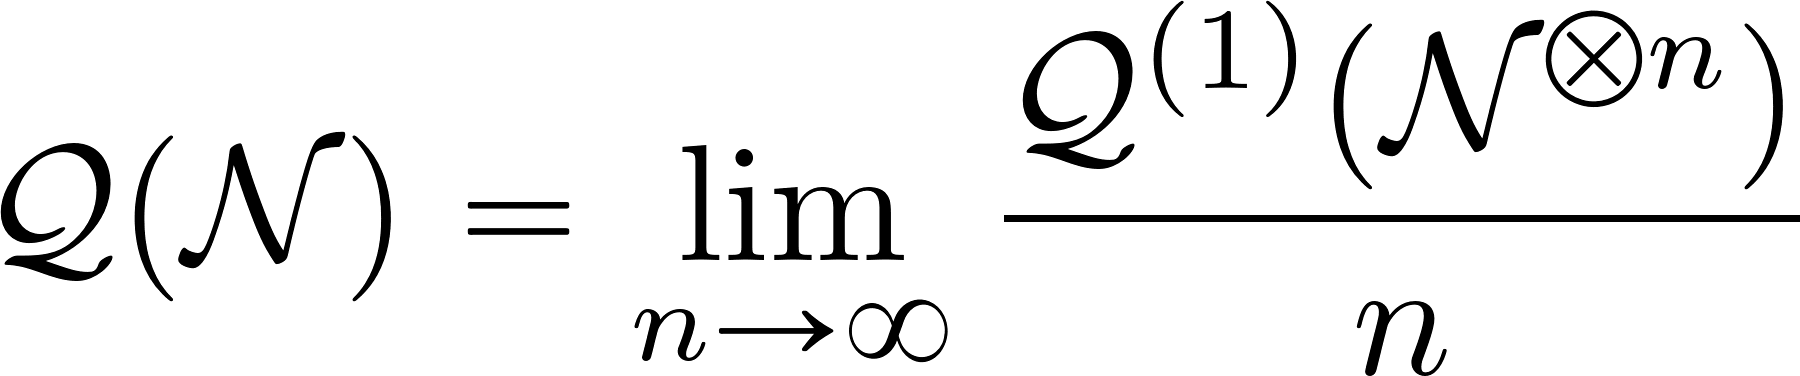 𝒬(𝒩) = lim_{n→∞} 𝒬^{(1)}(𝒩^{⊗n}) / n